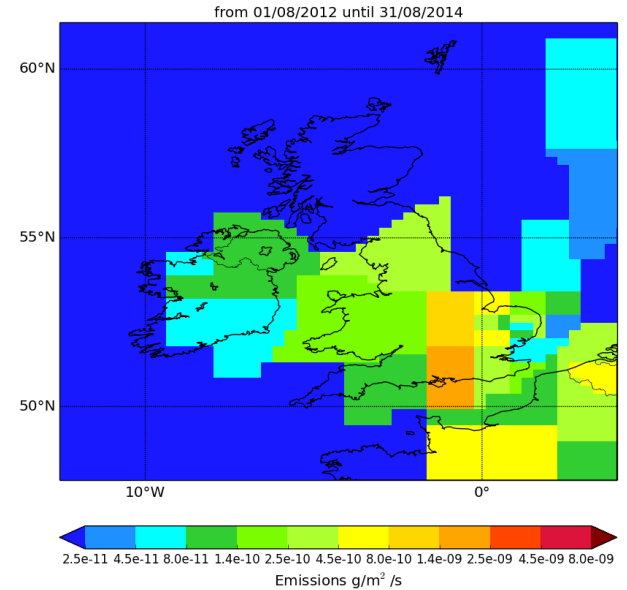 from 01/08/2012 until 31/08/2014
60°N
55°N
50°N
10°W 0°
2.5e-11 4.5e-11 8.0e-11 1.4e-10 2.5e-10 4.5e-10 8.0e-10 1.4e-09 2.5e-09 4.5e-09 8.0e-09
Emissions g/m² /s